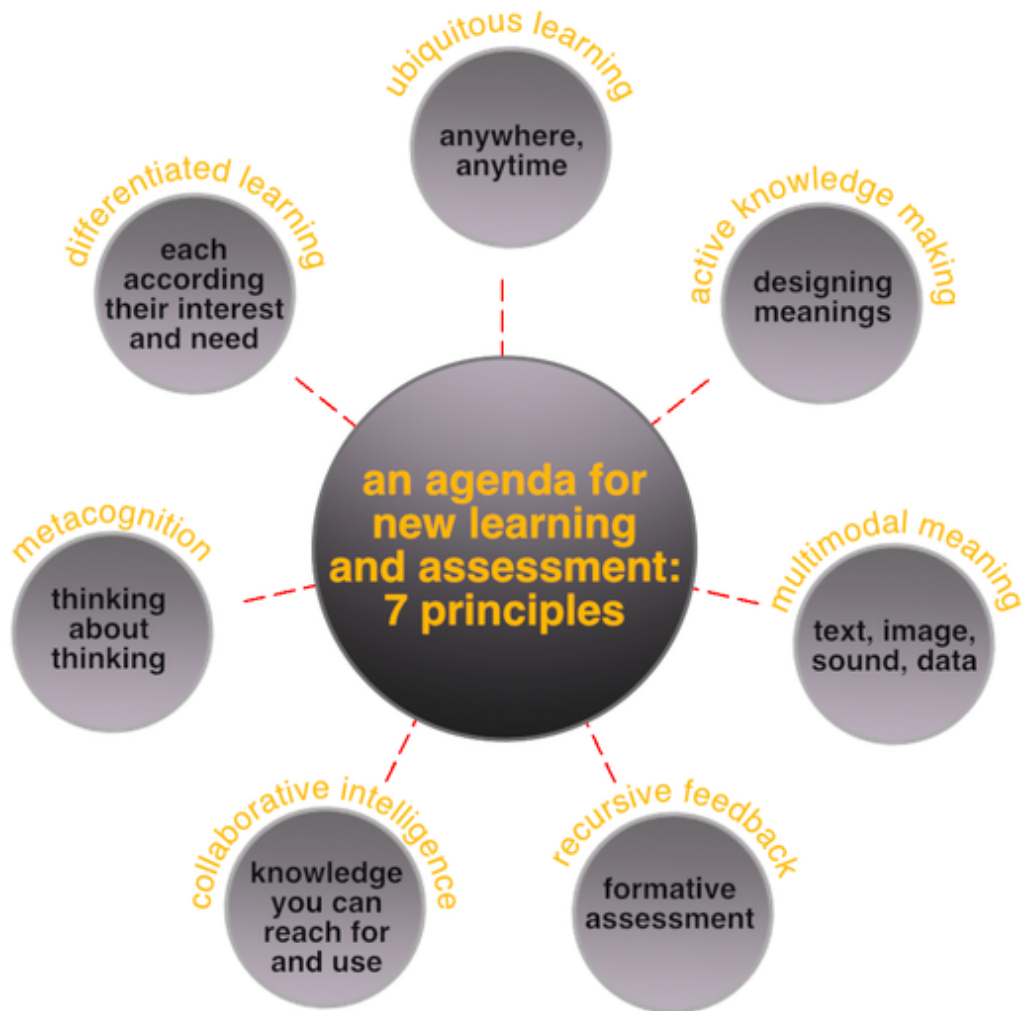 an agenda for
new learning
and assessment:
7 principles
ubiquitous learning
anywhere,
anytime
active knowledge making
designing
meanings
multimodal meaning
text, image,
sound, data
recursive feedback
formative
assessment
collaborative intelligence
knowledge
you can
reach for
and use
metacognition
thinking
about
thinking
differentiated learning
each
according
their interest
and need